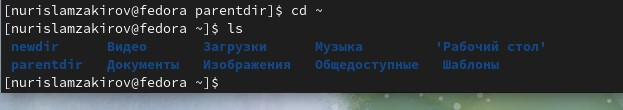 [nurislamzakirov@fedora parentdir]$ cd ~
[nurislamzakirov@fedora ~]$ ls
newdir Видео Загрузки Музыка 'Рабочий стол'
parentdir Документы Изображения Общедоступные Шаблоны
[nurislamzakirov@fedora ~]$